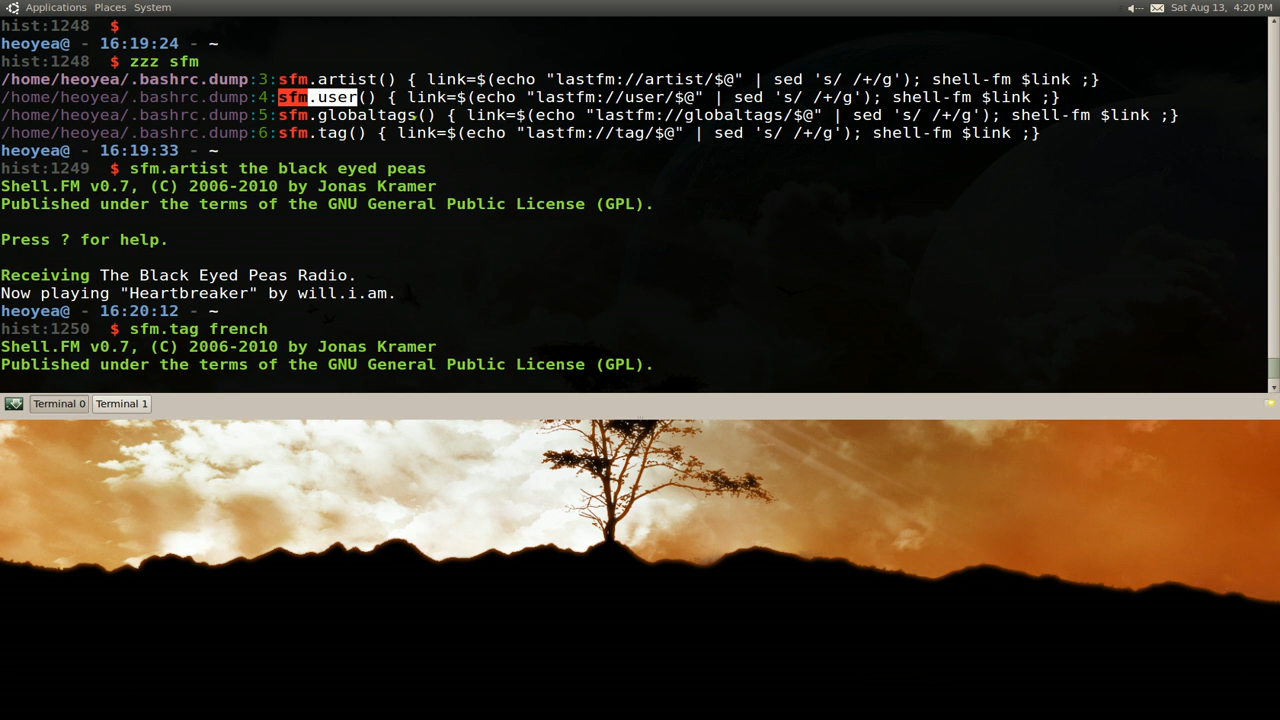 Applications Places System Sat Aug 13, 4:20 PM
hist:1248 $
heoyea@ - 16:19:24 - ~
hist:1248 $ zzz sfm
/home/heoyea/.bashrc.dump:3:sfm.artist() { link=$(echo "lastfm://artist/$@" | sed 's/ /+/g'); shell-fm $link ;}
/home/heoyea/.bashrc.dump:4:sfm.user() { link=$(echo "lastfm://user/$@" | sed 's/ /+/g'); shell-fm $link ;}
/home/heoyea/.bashrc.dump:5:sfm.globaltags() { link=$(echo "lastfm://globaltags/$@" | sed 's/ /+/g'); shell-fm $link ;}
/home/heoyea/.bashrc.dump:6:sfm.tag() { link=$(echo "lastfm://tag/$@" | sed 's/ /+/g'); shell-fm $link ;}
heoyea@ - 16:19:33 - ~
hist:1249 $ sfm.artist the black eyed peas
Shell.FM v0.7, (C) 2006-2010 by Jonas Kramer
Published under the terms of the GNU General Public License (GPL).
Press ? for help.
Receiving The Black Eyed Peas Radio.
Now playing "Heartbreaker" by will.i.am.
heoyea@ - 16:20:12 - ~
hist:1250 $ sfm.tag french
Shell.FM v0.7, (C) 2006-2010 by Jonas Kramer
Published under the terms of the GNU General Public License (GPL).
Terminal 0 Terminal 1